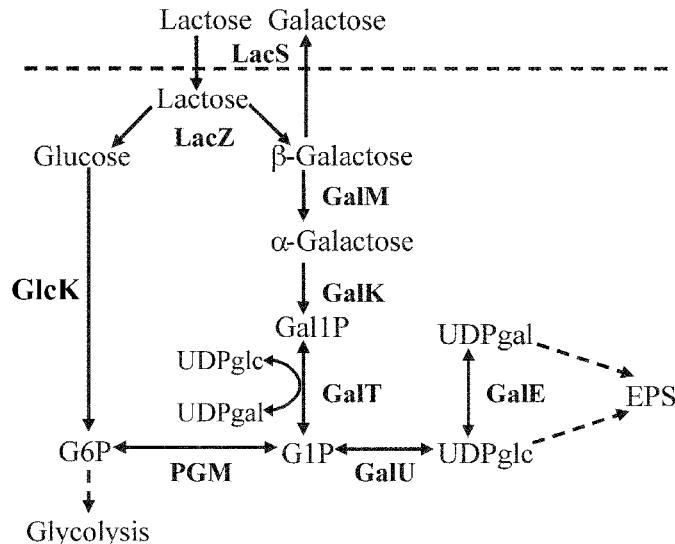 Lactose Galactose
LacS
Lactose
LacZ
Glucose β-Galactose
GalM
α-Galactose
GlcK GalK
Gal1P
UDPglc UDPgal
GalT GalE EPS
UDPgal
G6P G1P UDPglc
PGM GalU
Glycolysis